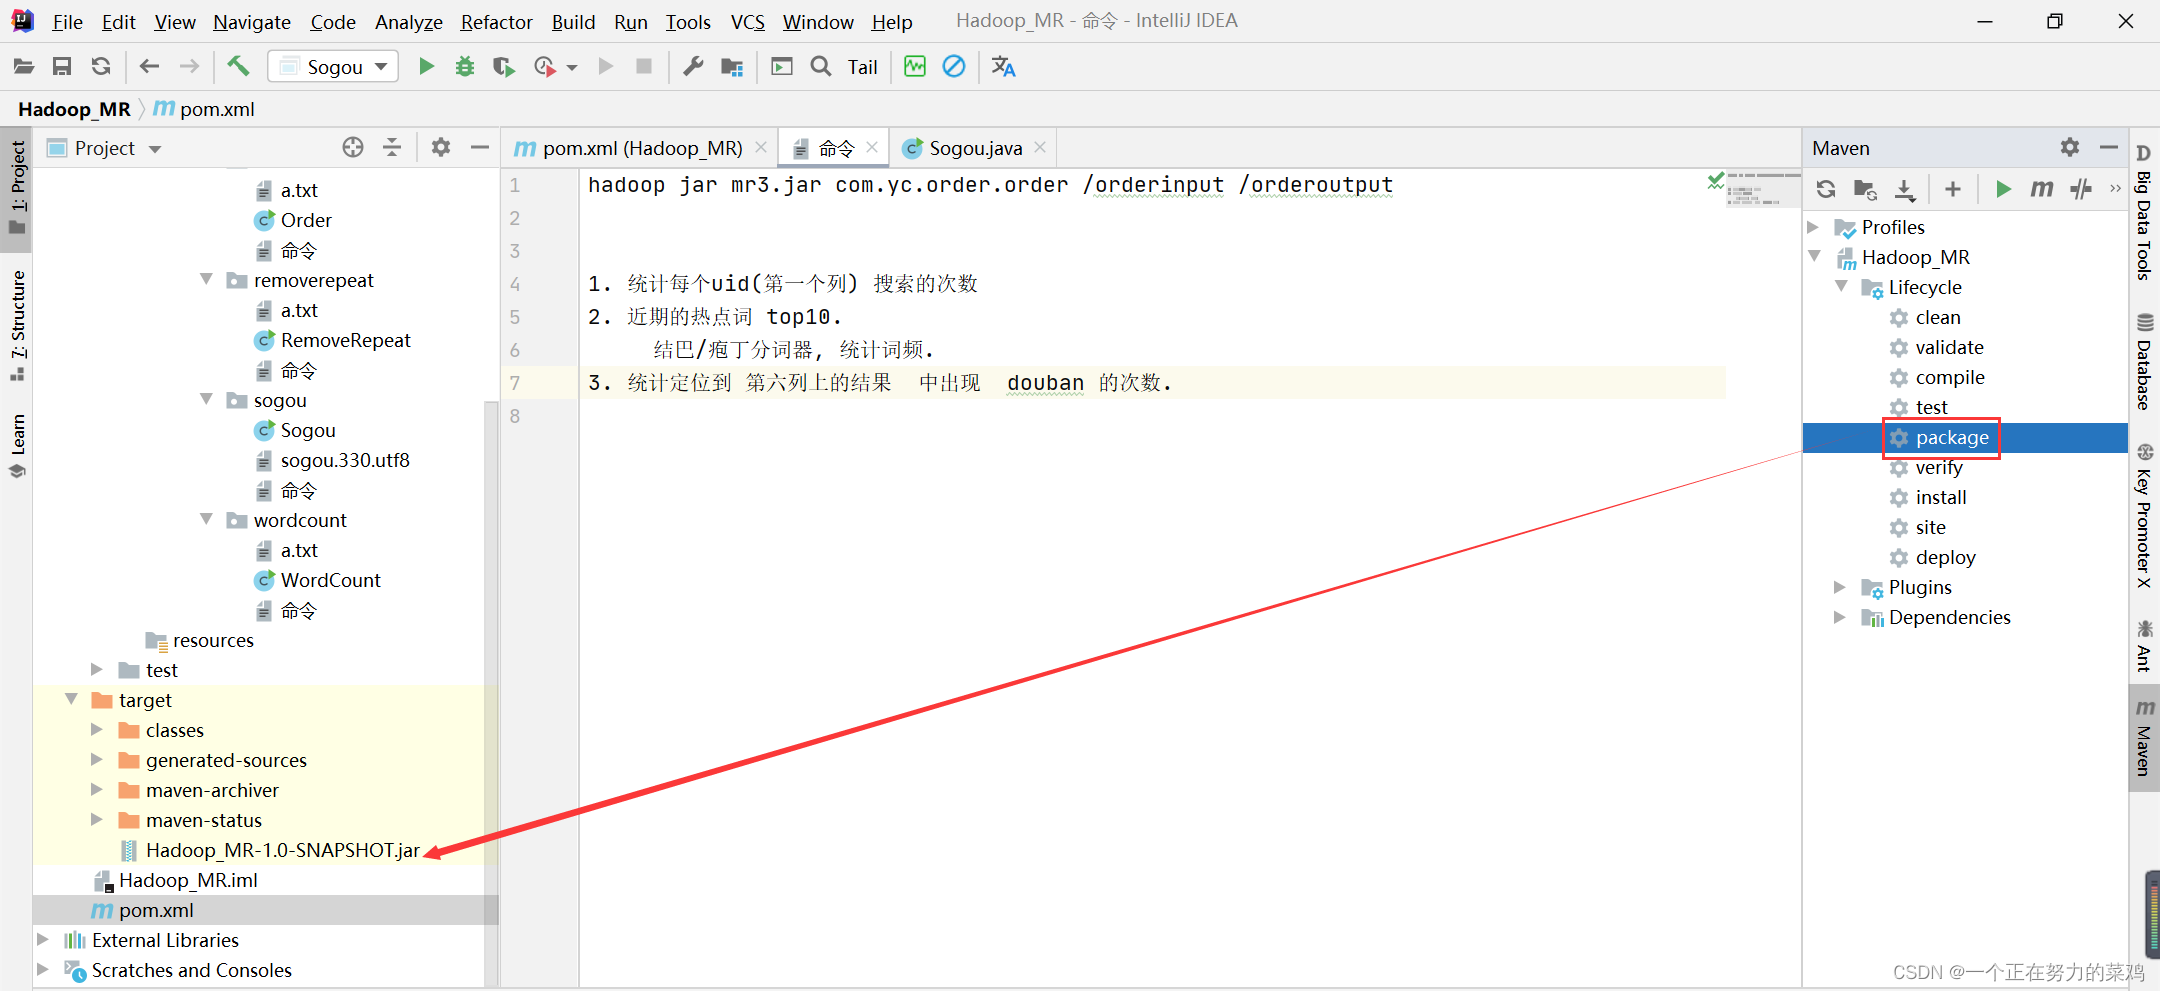 File Edit View Navigate Code Analyze Refactor Build Run Tools VCS Window Help Hadoop_MR - 命令 - IntelliJ IDEA
Sogou Tail
Hadoop_MR pom.xml
1: Project
7: Structure
Learn
Project
a.txt
Order
命令
removerepeat
a.txt
RemoveRepeat
命令
sogou
Sogou
sogou.330.utf8
命令
wordcount
a.txt
WordCount
命令
resources
test
target
classes
generated-sources
maven-archiver
maven-status
Hadoop_MR-1.0-SNAPSHOT.jar
Hadoop_MR.iml
pom.xml
External Libraries
Scratches and Consoles
pom.xml (Hadoop_MR) 命令 Sogou.java
1 hadoop jar mr3.jar com.yc.order.order /orderinput /orderoutput
2
3
4 1. 统计每个uid(第一个列) 搜索的次数
5 2. 近期的热点词 top10.
6 结巴/疱丁分词器, 统计词频.
7 3. 统计定位到 第六列上的结果 中出现 douban 的次数.
8
Maven
Profiles
Hadoop_MR
Lifecycle
clean
validate
compile
test
package
verify
install
site
deploy
Plugins
Dependencies
D Big Data Tools
Database
Key Promoter X
Ant
Maven
CSDN @一个正在努力的菜鸡